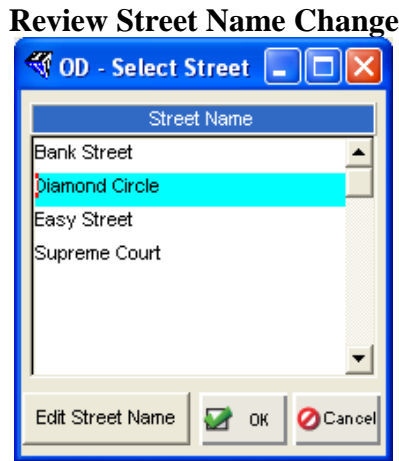 Review Street Name Change
OD - Select Street
Street Name
Bank Street
Diamond Circle
Easy Street
Supreme Court
Edit Street Name OK Cancel